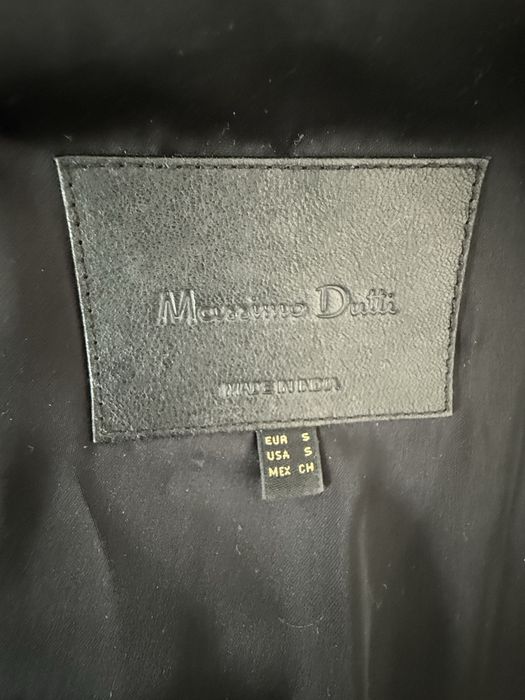 Massimo Dutti
MADE IN INDIA
EUR S
USA S
MEX CH